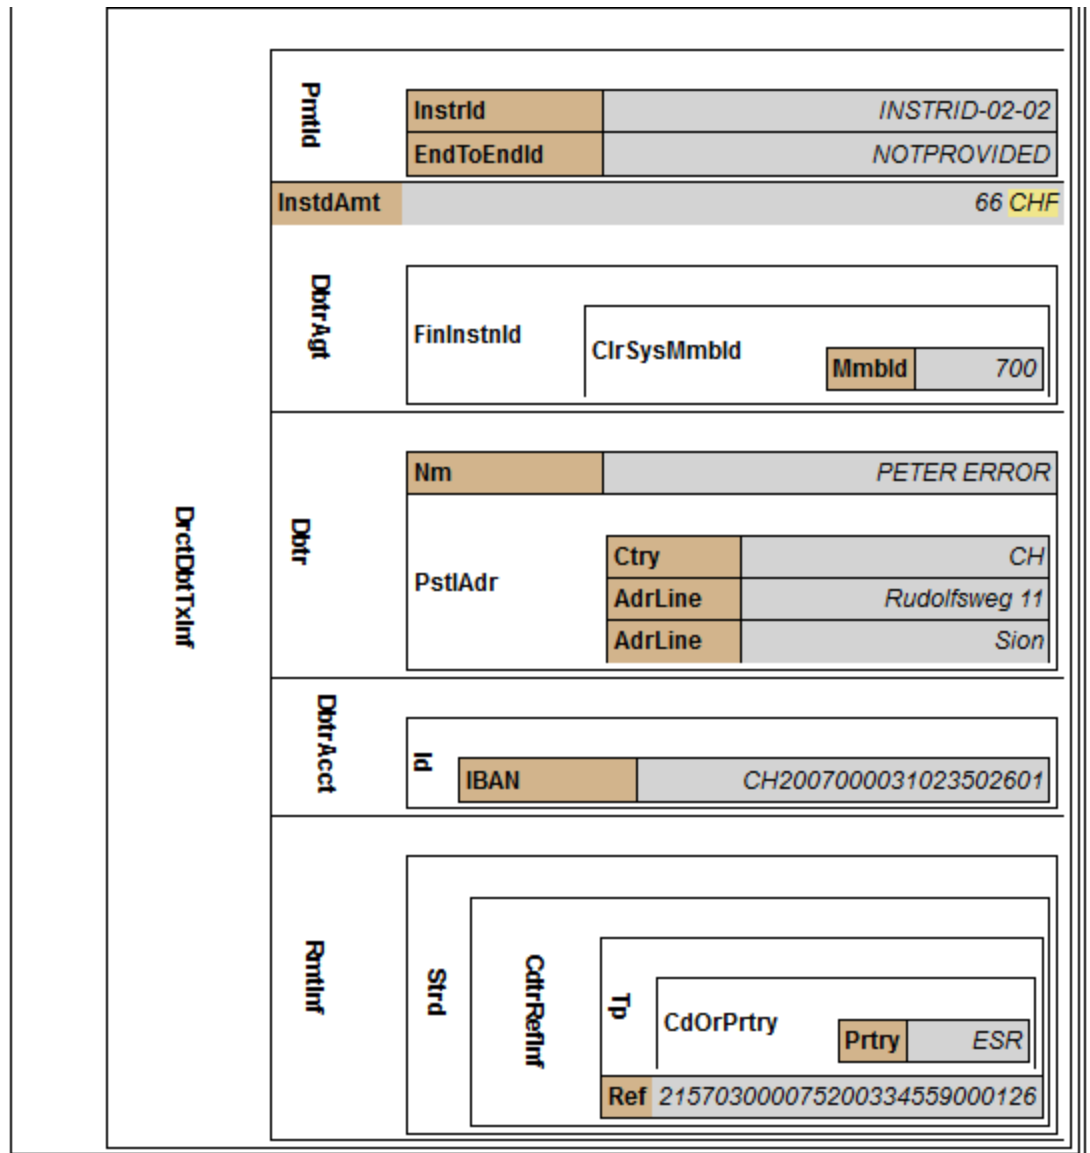 DrctDbtTxInf
PmtId
InstrId INSTRID-02-02
EndToEndId NOTPROVIDED
InstdAmt 66 CHF
DbtrAgt
FinInstnId
ClrSysMmbId
MmbId 700
Dbtr
Nm PETER ERROR
PstlAdr
Ctry CH
AdrLine Rudolfsweg 11
AdrLine Sion
DbtrAcct
Id
IBAN CH2007000031023502601
RmtInf
Strd
CdtrRefInf
Tp
CdOrPrtry
Prtry ESR
Ref 215703000075200334559000126